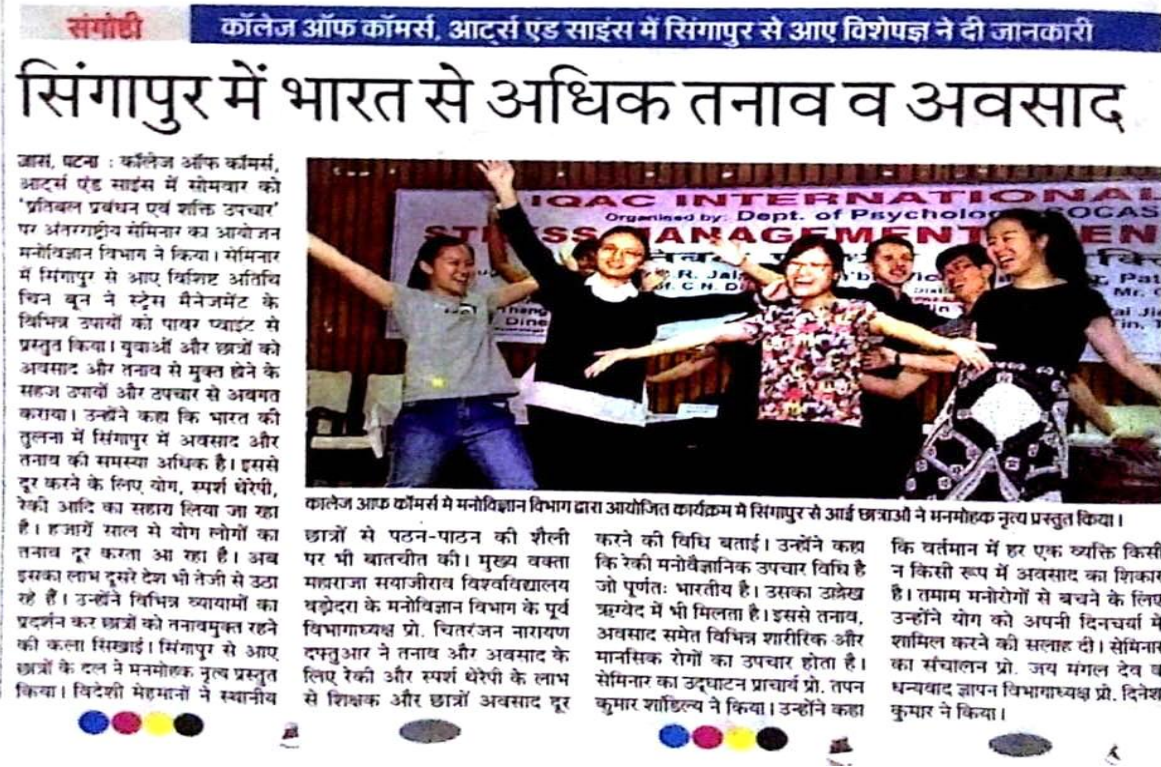 संगोष्ठी
कॉलेज ऑफ कॉमर्स, आर्ट्स एंड साइंस में सिंगापुर से आए विशेषज्ञ ने दी जानकारी
सिंगापुर में भारत से अधिक तनाव व अवसाद
जासं, पटना : कॉलेज ऑफ कॉमर्स,
आर्ट्स एंड साइंस में सोमवार को
'प्रतिबल प्रबंधन एवं शक्ति उपचार'
पर अंतरराष्ट्रीय सेमिनार का आयोजन
मनोविज्ञान विभाग ने किया। सेमिनार
में सिंगापुर से आए विशिष्ट अतिथि
चिन बून ने स्ट्रेस मैनेजमेंट के
विभिन्न उपायों को पावर प्वाइंट से
प्रस्तुत किया। युवाओं और छात्रों को
अवसाद और तनाव से मुक्त होने के
सहज उपायों और उपचार से अवगत
कराया। उन्होंने कहा कि भारत की
तुलना में सिंगापुर में अवसाद और
तनाव की समस्या अधिक है। इससे
दूर करने के लिए योग, स्पर्श थेरेपी,
रेकी आदि का सहारा लिया जा रहा
है। हजारों साल से योग लोगों का
तनाव दूर करता आ रहा है। अब
इसका लाभ दूसरे देश भी तेजी से उठा
रहे हैं। उन्होंने विभिन्न व्यायामों का
प्रदर्शन कर छात्रों को तनावमुक्त रहने
की कला सिखाई। सिंगापुर से आए
छात्रों के दल ने मनमोहक नृत्य प्रस्तुत
किया। विदेशी मेहमानों ने स्थानीय
IQAC INTERNATIONAL
Organised by: Dept. of Psychology
MANAGEMENT
कालेज आफ कॉमर्स मे मनोविज्ञान विभाग द्वारा आयोजित कार्यक्रम मे सिंगापुर से आई छात्राओ ने मनमोहक नृत्य प्रस्तुत किया।
छात्रों से पठन-पाठन की शैली
पर भी बातचीत की। मुख्य वक्ता
महाराजा सयाजीराव विश्वविद्यालय
बड़ोदरा के मनोविज्ञान विभाग के पूर्व
विभागाध्यक्ष प्रो. चितरंजन नारायण
दफ्तुआर ने तनाव और अवसाद के
लिए रेकी और स्पर्श थेरेपी के लाभ
से शिक्षक और छात्रों अवसाद दूर
करने की विधि बताई। उन्होंने कहा
कि रेकी मनोवैज्ञानिक उपचार विधि है
जो पूर्णतः भारतीय है। उसका उल्लेख
ऋग्वेद में भी मिलता है। इससे तनाव,
अवसाद समेत विभिन्न शारीरिक और
मानसिक रोगों का उपचार होता है।
सेमिनार का उद्घाटन प्राचार्य प्रो. तपन
कुमार शांडिल्य ने किया। उन्होंने कहा
कि वर्तमान में हर एक व्यक्ति किसी
न किसी रूप में अवसाद का शिकार
है। तमाम मनोरोगों से बचने के लिए
उन्होंने योग को अपनी दिनचर्या में
शामिल करने की सलाह दी। सेमिनार
का संचालन प्रो. जय मंगल देव व
धन्यवाद ज्ञापन विभागाध्यक्ष प्रो. दिनेश
कुमार ने किया।